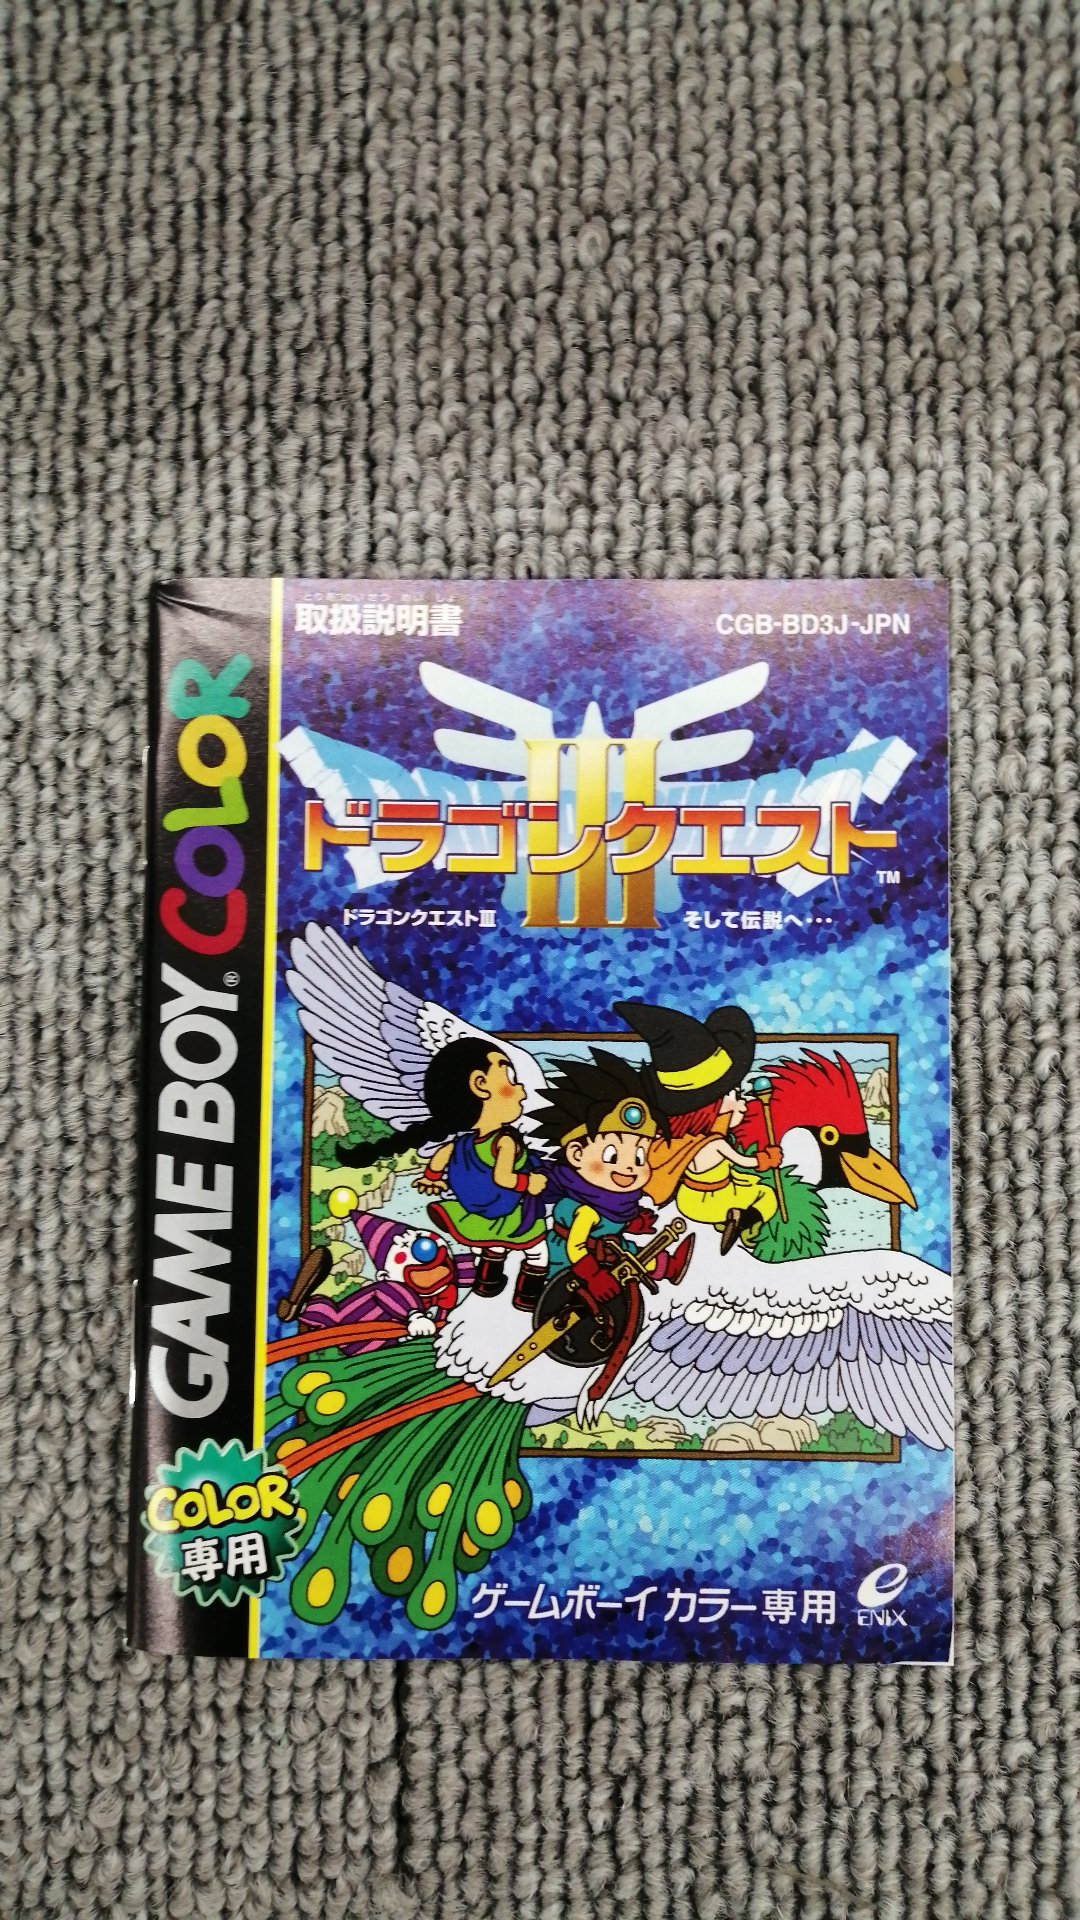 とりあつかいせつめいしょ
取扱説明書
CGB-BD3J-JPN
III
ドラゴンクエスト
TM
ドラゴンクエストIII
そして伝説へ…
GAME BOY® COLOR
COLOR
専用
ゲームボーイ カラー専用
ENIX